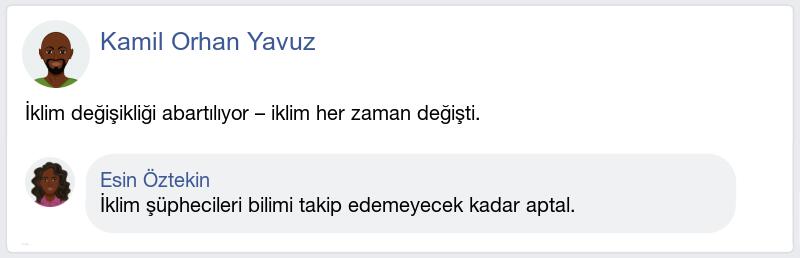 Kamil Orhan Yavuz
İklim değişikliği abartılıyor – iklim her zaman değişti.
Esin Öztekin
İklim şüphecileri bilimi takip edemeyecek kadar aptal.